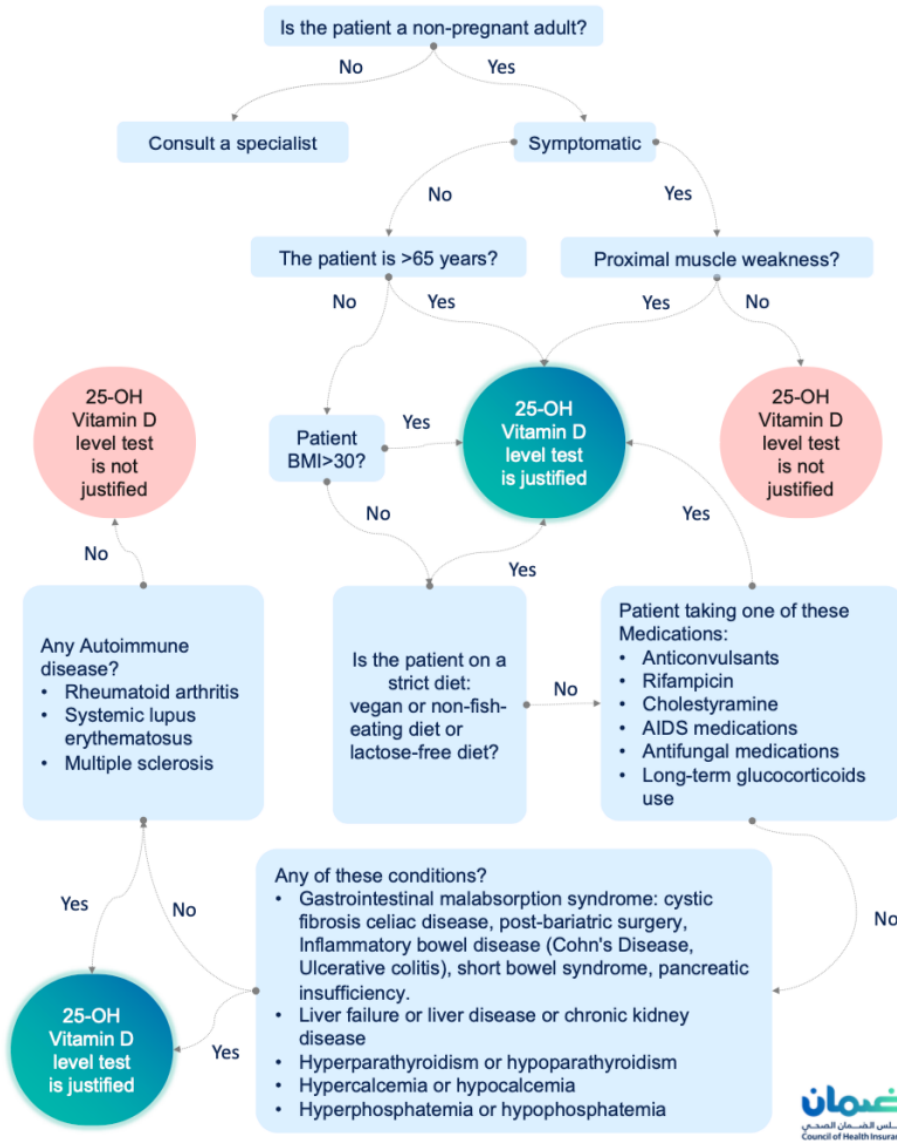 Is the patient a non-pregnant adult?
No
Yes
Consult a specialist
Symptomatic
No
Yes
The patient is >65 years?
Proximal muscle weakness?
No
Yes
Yes
No
25-OH
Vitamin D
level test
is not
justified
Patient
BMI>30?
Yes
25-OH
Vitamin D
level test
is justified
25-OH
Vitamin D
level test
is not
justified
No
Yes
No
Yes
Any Autoimmune
disease?
• Rheumatoid arthritis
• Systemic lupus
erythematosus
• Multiple sclerosis
Is the patient on a
strict diet:
vegan or non-fish-
eating diet or
lactose-free diet?
No
Patient taking one of these
Medications:
• Anticonvulsants
• Rifampicin
• Cholestyramine
• AIDS medications
• Antifungal medications
• Long-term glucocorticoids
use
Yes
No
No
Any of these conditions?
• Gastrointestinal malabsorption syndrome: cystic
fibrosis celiac disease, post-bariatric surgery,
Inflammatory bowel disease (Cohn's Disease,
Ulcerative colitis), short bowel syndrome, pancreatic
insufficiency.
• Liver failure or liver disease or chronic kidney
disease
• Hyperparathyroidism or hypoparathyroidism
• Hypercalcemia or hypocalcemia
• Hyperphosphatemia or hypophosphatemia
25-OH
Vitamin D
level test
is justified
Yes
ضمان
الضمان الصحي
Council of Health